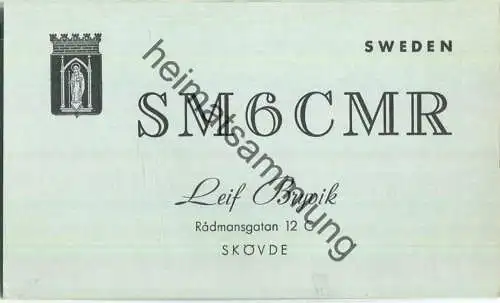 SWEDEN
SM6CMR
Leif
Rådmansgatan 12 C
SKÖVDE
heimatsammlung